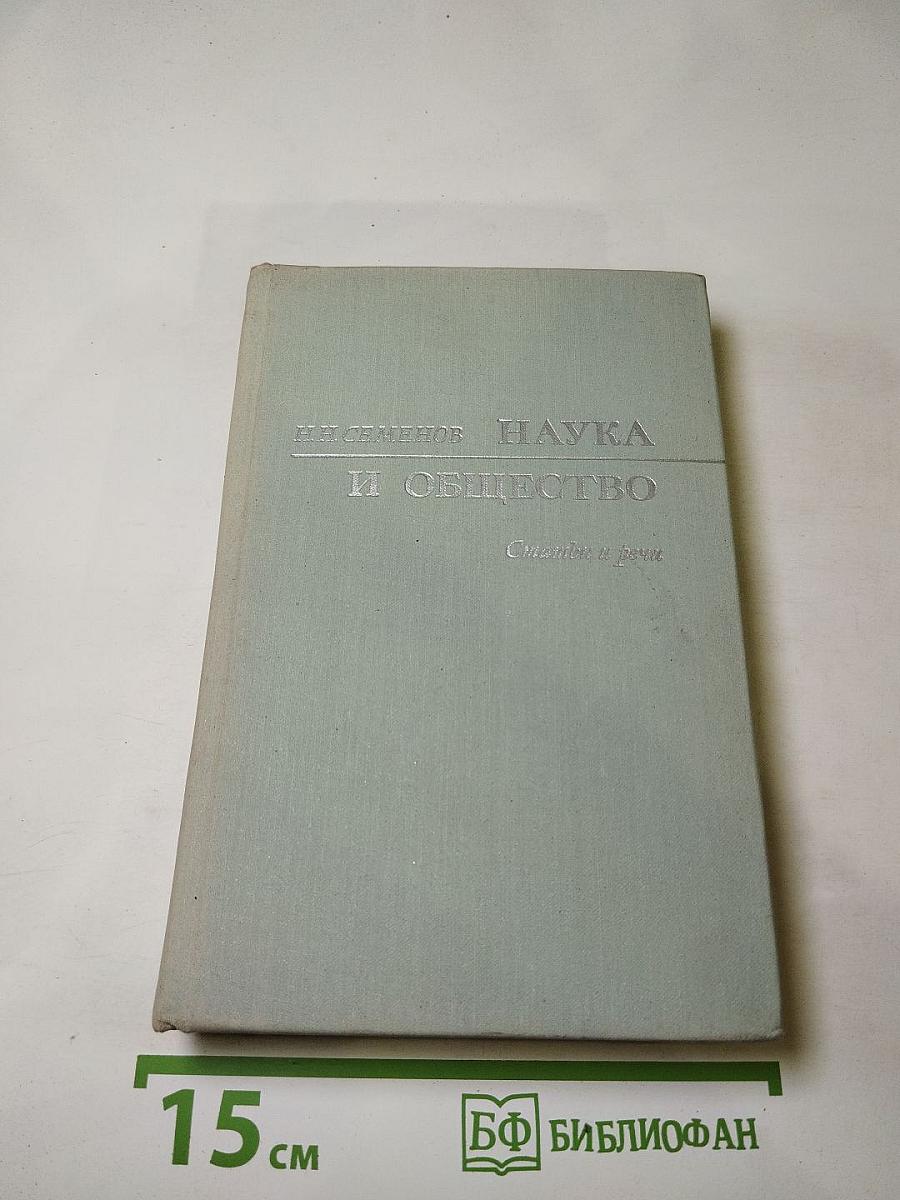 Н.Н. СЕМЕНОВ НАУКА
И ОБЩЕСТВО
Статьи и речи
15 см
БФ БИБЛИОФАН